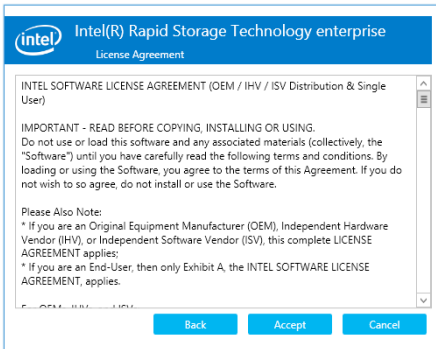 intel
Intel(R) Rapid Storage Technology enterprise
License Agreement
INTEL SOFTWARE LICENSE AGREEMENT (OEM / IHV / ISV Distribution & Single
User)
IMPORTANT - READ BEFORE COPYING, INSTALLING OR USING.
Do not use or load this software and any associated materials (collectively, the
"Software") until you have carefully read the following terms and conditions. By
loading or using the Software, you agree to the terms of this Agreement. If you do
not wish to so agree, do not install or use the Software.
Please Also Note:
* If you are an Original Equipment Manufacturer (OEM), Independent Hardware
Vendor (IHV), or Independent Software Vendor (ISV), this complete LICENSE
AGREEMENT applies;
* If you are an End-User, then only Exhibit A, the INTEL SOFTWARE LICENSE
AGREEMENT, applies.
Back
Accept
Cancel